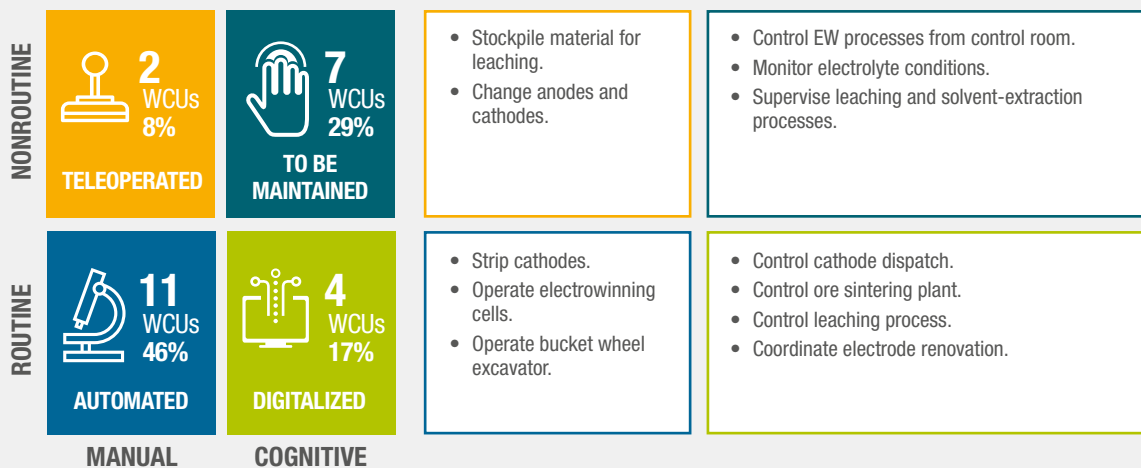 NONROUTINE
2
WCUs
8%
TELEOPERATED
7
WCUs
29%
TO BE
MAINTAINED
• Stockpile material for
leaching.
• Change anodes and
cathodes.
• Control EW processes from control room.
• Monitor electrolyte conditions.
• Supervise leaching and solvent-extraction
processes.
ROUTINE
11
WCUs
46%
AUTOMATED
4
WCUs
17%
DIGITALIZED
• Strip cathodes.
• Operate electrowinning
cells.
• Operate bucket wheel
excavator.
• Control cathode dispatch.
• Control ore sintering plant.
• Control leaching process.
• Coordinate electrode renovation.
MANUAL
COGNITIVE